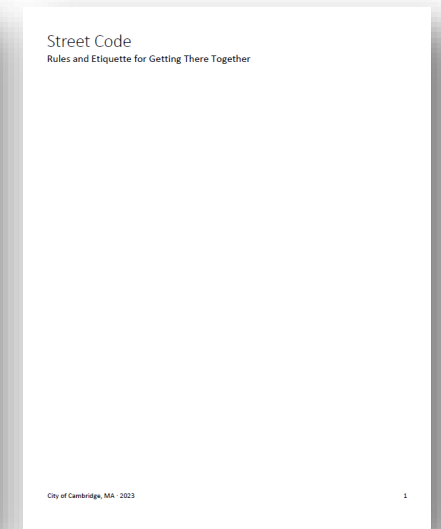 Street Code
Rules and Etiquette for Getting There Together
City of Cambridge, MA · 2023
1